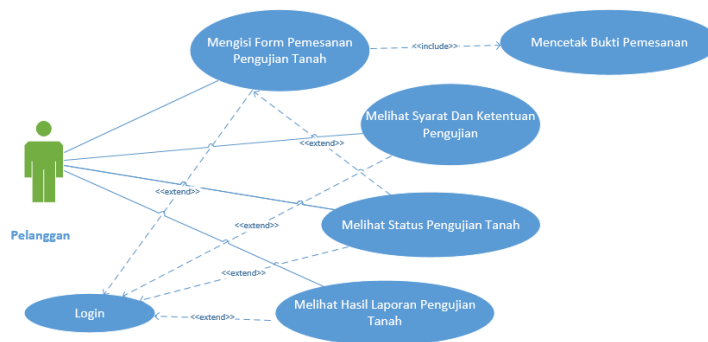 Mengisi Form Pemesanan
Pengujian Tanah
<<include>>
Mencetak Bukti Pemesanan
Melihat Syarat Dan Ketentuan
Pengujian
<<extend>>
<<extend>>
Pelanggan
Melihat Status Pengujian Tanah
<<extend>>
<<extend>>
Login
<<extend>>
Melihat Hasil Laporan Pengujian
Tanah